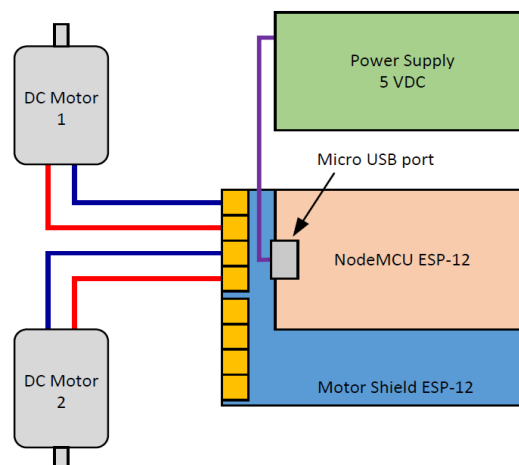 DC Motor
1
Power Supply
5 VDC
Micro USB port
NodeMCU ESP-12
DC Motor
2
Motor Shield ESP-12